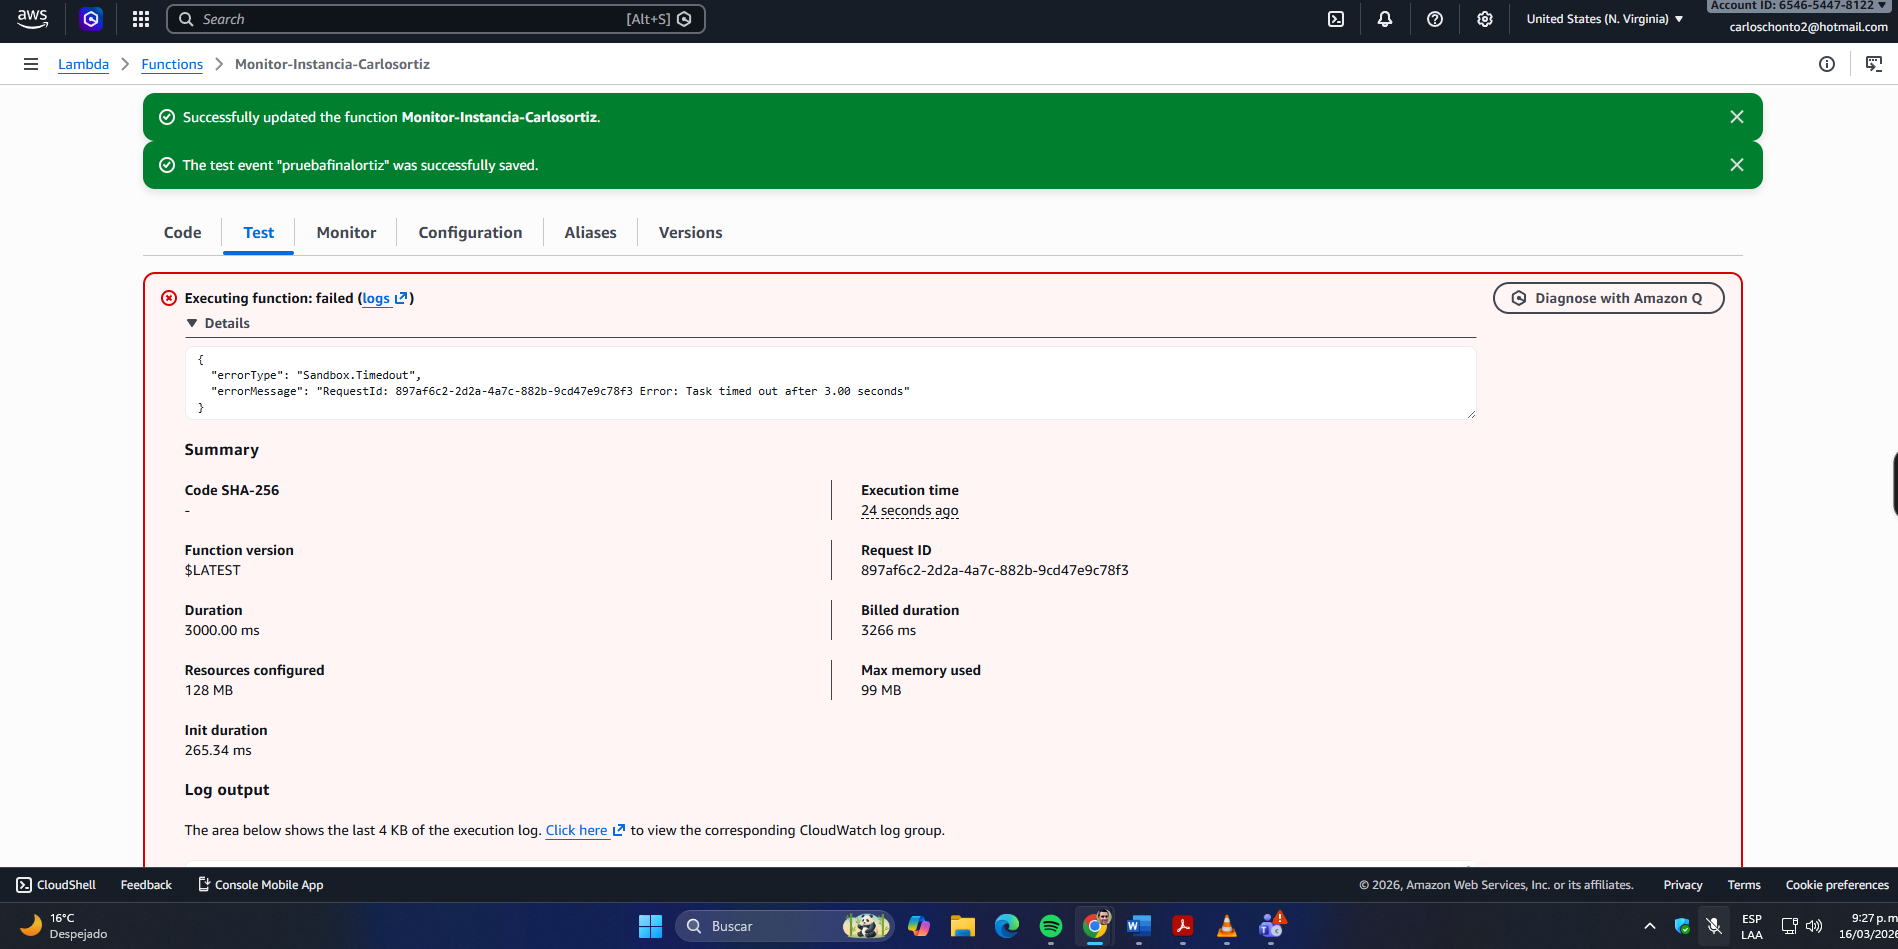 aws
Search
[Alt+S]
United States (N. Virginia) ▼
Account ID: 6546-5447-8122 ▼
carloschonto2@hotmail.com
Lambda > Functions > Monitor-Instancia-Carlosortiz
Successfully updated the function Monitor-Instancia-Carlosortiz.
The test event "pruebafinalortiz" was successfully saved.
Code
Test
Monitor
Configuration
Aliases
Versions
Executing function: failed (logs)
Diagnose with Amazon Q
▼ Details
{
"errorType": "Sandbox.Timedout",
"errorMessage": "RequestId: 897af6c2-2d2a-4a7c-882b-9cd47e9c78f3 Error: Task timed out after 3.00 seconds"
}
Summary
Code SHA-256
-
Execution time
24 seconds ago
Function version
$LATEST
Request ID
897af6c2-2d2a-4a7c-882b-9cd47e9c78f3
Duration
3000.00 ms
Billed duration
3266 ms
Resources configured
128 MB
Max memory used
99 MB
Init duration
265.34 ms
Log output
The area below shows the last 4 KB of the execution log. Click here to view the corresponding CloudWatch log group.
CloudShell
Feedback
Console Mobile App
© 2026, Amazon Web Services, Inc. or its affiliates.
Privacy
Terms
Cookie preferences
16°C
Despejado
Buscar
ESP
LAA
9:27 p. m
16/03/2026